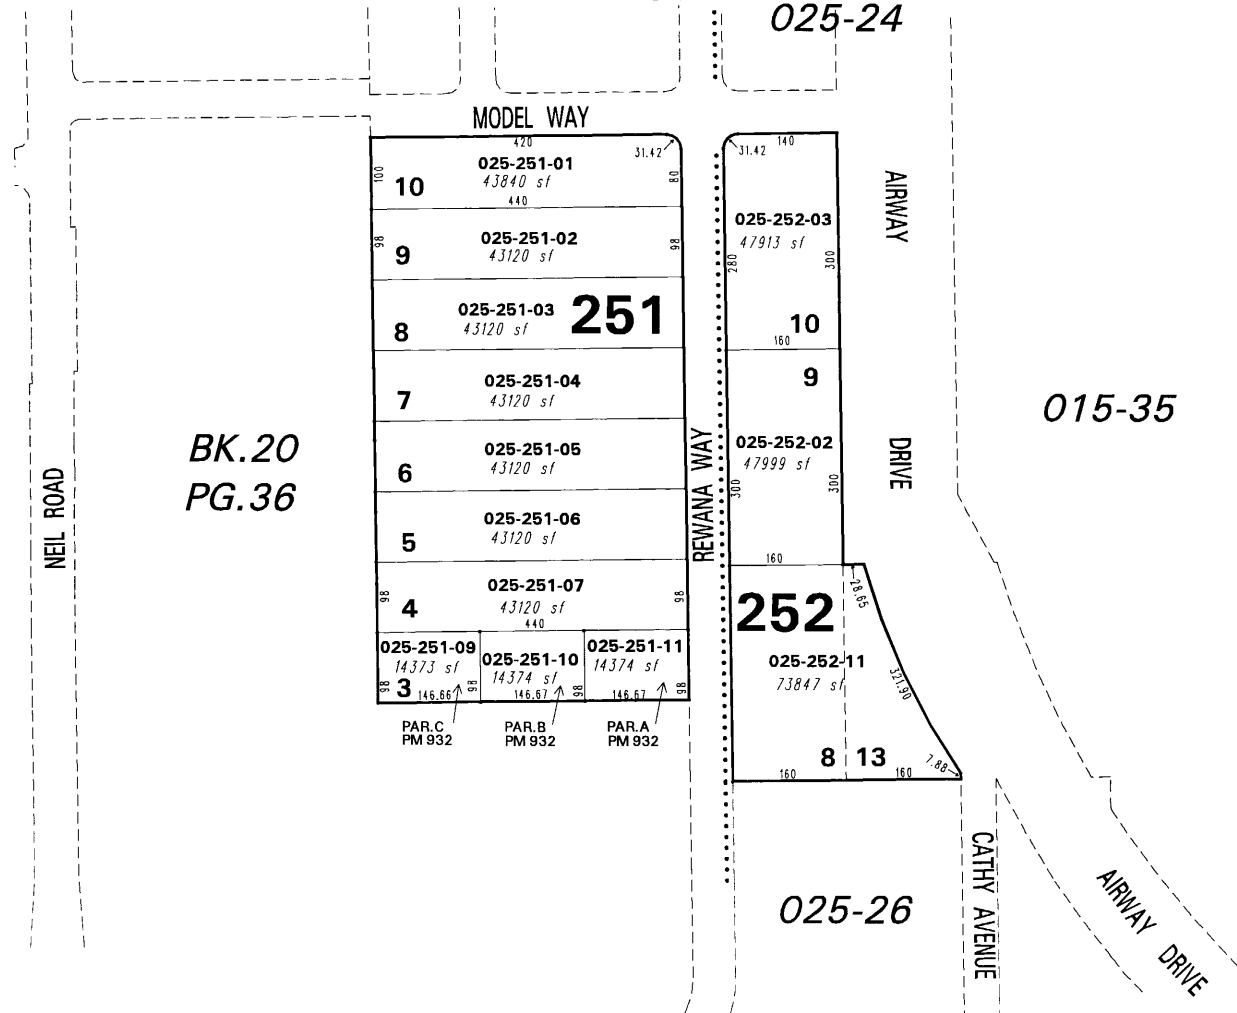 025-24
MODEL WAY
420
31.42
31.42
140
025-251-01
43840 sf
100
10
80
440
025-251-02
43120 sf
98
9
98
025-251-03
43120 sf
251
8
025-251-04
43120 sf
7
025-251-05
43120 sf
6
025-251-06
43120 sf
5
025-251-07
43120 sf
98
4
98
440
025-251-09
14373 sf
98
3
146.66
98
025-251-10
14374 sf
146.67
98
025-251-11
14374 sf
146.67
98
PAR.C
PM 932
PAR.B
PM 932
PAR.A
PM 932
BK.20
PG.36
NEIL ROAD
REWANA WAY
025-252-03
47913 sf
280
300
10
160
9
025-252-02
47999 sf
300
300
160
28.65
252
025-252-11
73847 sf
321.90
8
13
7.88
160
160
AIRWAY
DRIVE
015-35
025-26
CATHY AVENUE
AIRWAY DRIVE